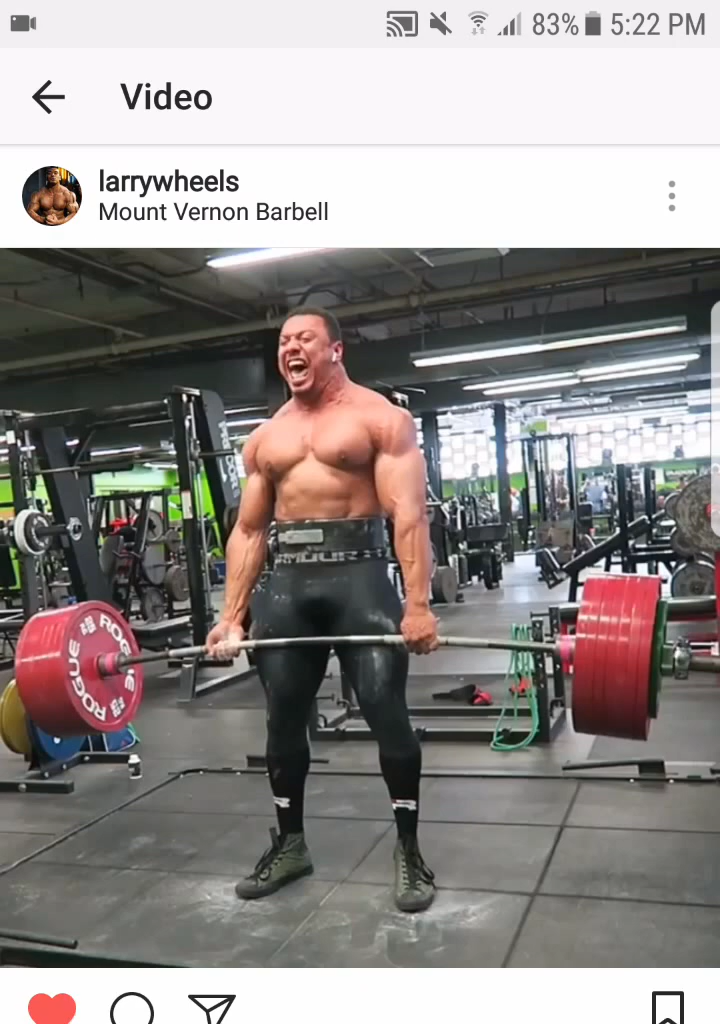 83% 5:22 PM
Video
larrywheels
Mount Vernon Barbell
ROGUE
ROGUE